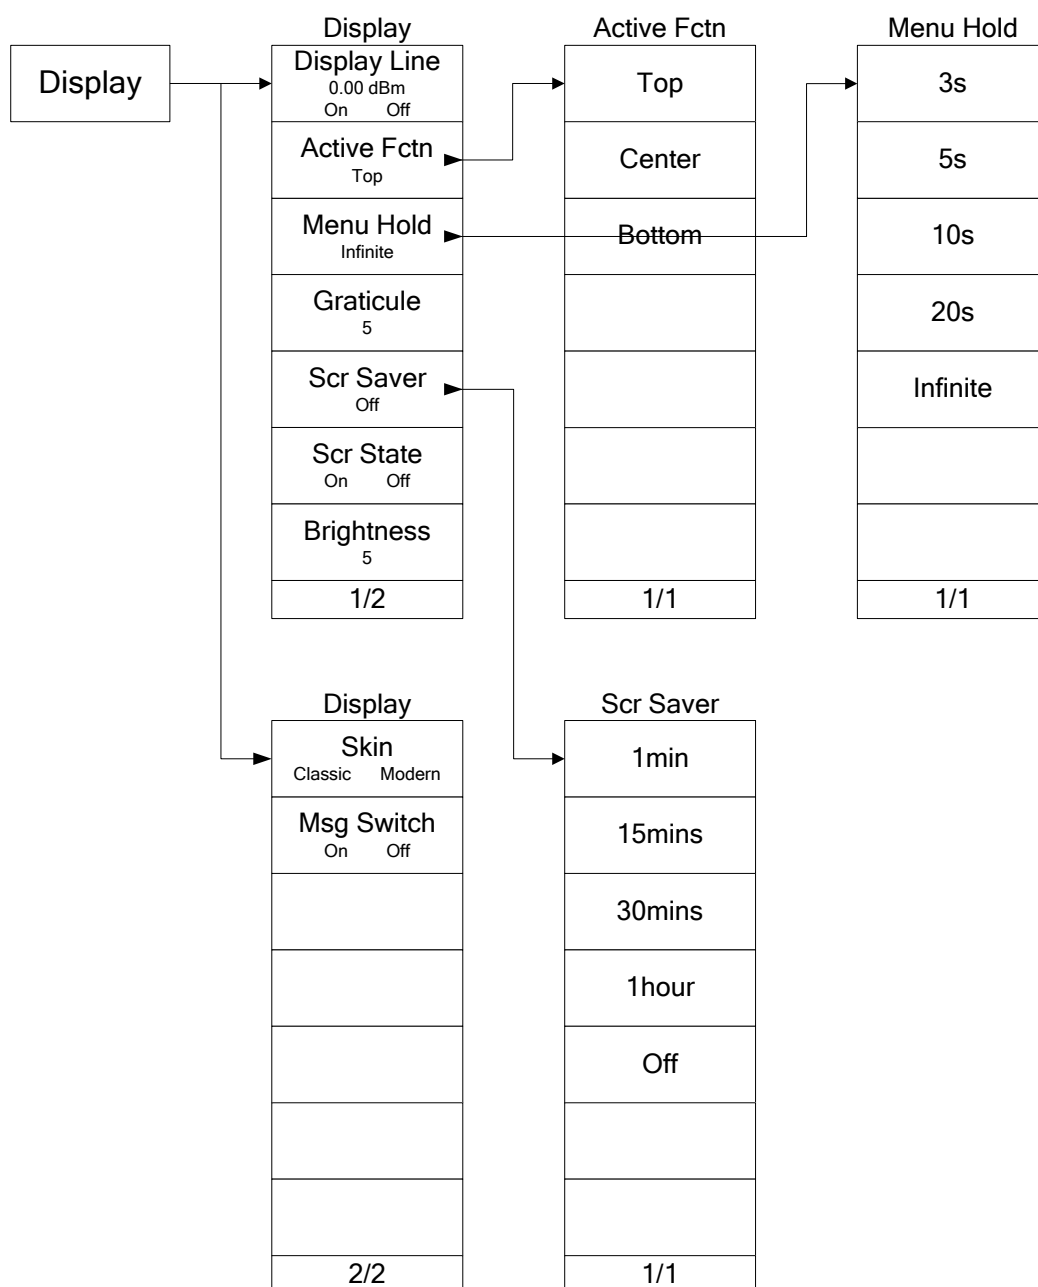 Display
Display
Display Line
0.00 dBm
On Off
Active Fctn
Top
Menu Hold
Infinite
Graticule
5
Scr Saver
Off
Scr State
On Off
Brightness
5
1/2
Active Fctn
Top
Center
Bottom
1/1
Menu Hold
3s
5s
10s
20s
Infinite
1/1
Display
Skin
Classic Modern
Msg Switch
On Off
2/2
Scr Saver
1min
15mins
30mins
1hour
Off
1/1